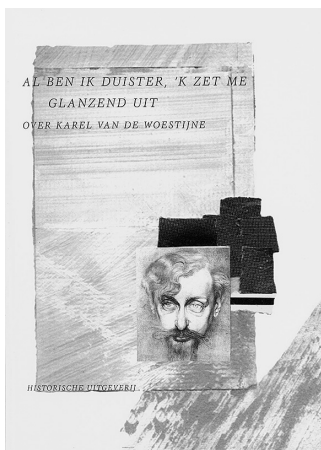 AL BEN IK DUISTER, 'K ZET ME
GLANZEND UIT
OVER KAREL VAN DE WOESTIJNE
HISTORISCHE UITGEVERIJ